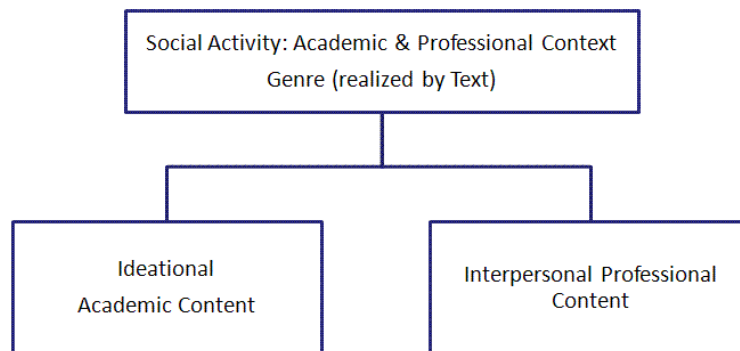 Social Activity: Academic & Professional Context
Genre (realized by Text)
Ideational
Academic Content
Interpersonal Professional
Content